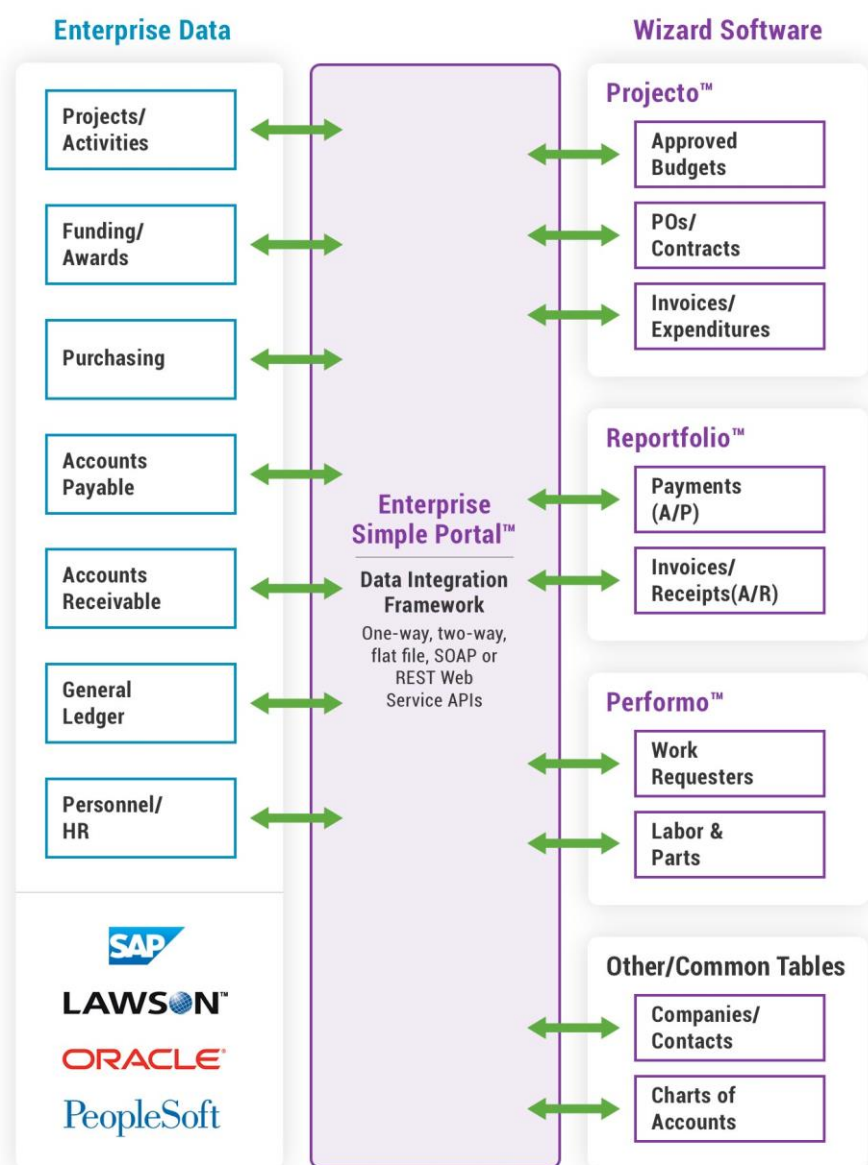 Enterprise Data
Projects/
Activities
Funding/
Awards
Purchasing
Accounts
Payable
Accounts
Receivable
General
Ledger
Personnel/
HR
SAP
LAWSON™
ORACLE®
PeopleSoft
Enterprise
Simple Portal™
Data Integration
Framework
One-way, two-way,
flat file, SOAP or
REST Web
Service APIs
Wizard Software
Projecto™
Approved
Budgets
POs/
Contracts
Invoices/
Expenditures
Reportfolio™
Payments
(A/P)
Invoices/
Receipts(A/R)
Performo™
Work
Requesters
Labor &
Parts
Other/Common Tables
Companies/
Contacts
Charts of
Accounts